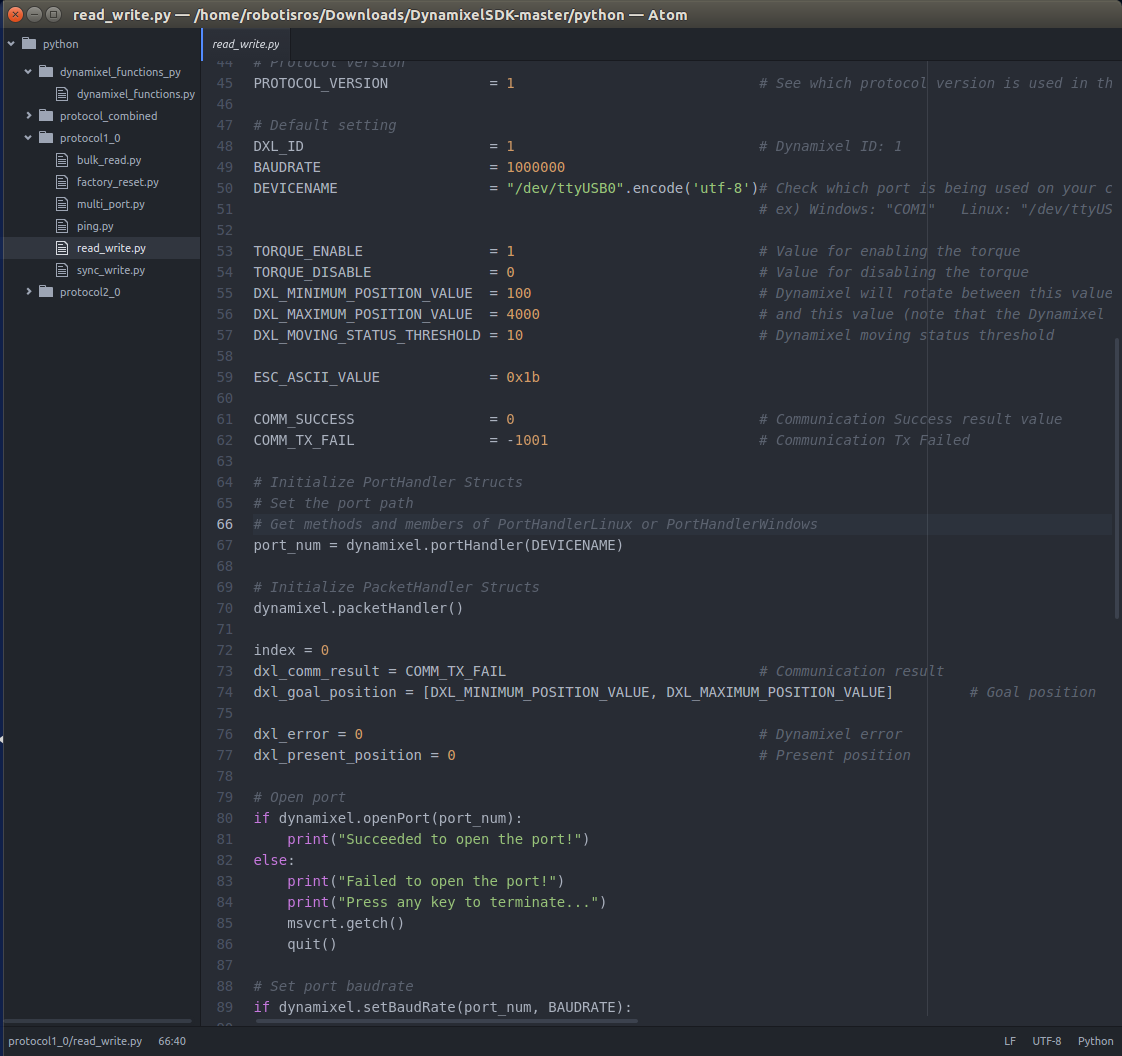 read_write.py — /home/robotisros/Downloads/DynamixelSDK-master/python — Atom
python
dynamixel_functions_py
dynamixel_functions.py
protocol_combined
protocol1_0
bulk_read.py
factory_reset.py
multi_port.py
ping.py
read_write.py
sync_write.py
protocol2_0
read_write.py
44 # Protocol version
45 PROTOCOL_VERSION = 1 # See which protocol version is used in th
46
47 # Default setting
48 DXL_ID = 1 # Dynamixel ID: 1
49 BAUDRATE = 1000000
50 DEVICENAME = "/dev/ttyUSB0".encode('utf-8')# Check which port is being used on your c
51 # ex) Windows: "COM1" Linux: "/dev/ttyUS
52
53 TORQUE_ENABLE = 1 # Value for enabling the torque
54 TORQUE_DISABLE = 0 # Value for disabling the torque
55 DXL_MINIMUM_POSITION_VALUE = 100 # Dynamixel will rotate between this value
56 DXL_MAXIMUM_POSITION_VALUE = 4000 # and this value (note that the Dynamixel
57 DXL_MOVING_STATUS_THRESHOLD = 10 # Dynamixel moving status threshold
58
59 ESC_ASCII_VALUE = 0x1b
60
61 COMM_SUCCESS = 0 # Communication Success result value
62 COMM_TX_FAIL = -1001 # Communication Tx Failed
63
64 # Initialize PortHandler Structs
65 # Set the port path
66 # Get methods and members of PortHandlerLinux or PortHandlerWindows
67 port_num = dynamixel.portHandler(DEVICENAME)
68
69 # Initialize PacketHandler Structs
70 dynamixel.packetHandler()
71
72 index = 0
73 dxl_comm_result = COMM_TX_FAIL # Communication result
74 dxl_goal_position = [DXL_MINIMUM_POSITION_VALUE, DXL_MAXIMUM_POSITION_VALUE] # Goal position
75
76 dxl_error = 0 # Dynamixel error
77 dxl_present_position = 0 # Present position
78
79 # Open port
80 if dynamixel.openPort(port_num):
81 print("Succeeded to open the port!")
82 else:
83 print("Failed to open the port!")
84 print("Press any key to terminate...")
85 msvcrt.getch()
86 quit()
87
88 # Set port baudrate
89 if dynamixel.setBaudRate(port_num, BAUDRATE):
protocol1_0/read_write.py 66:40 LF UTF-8 Python